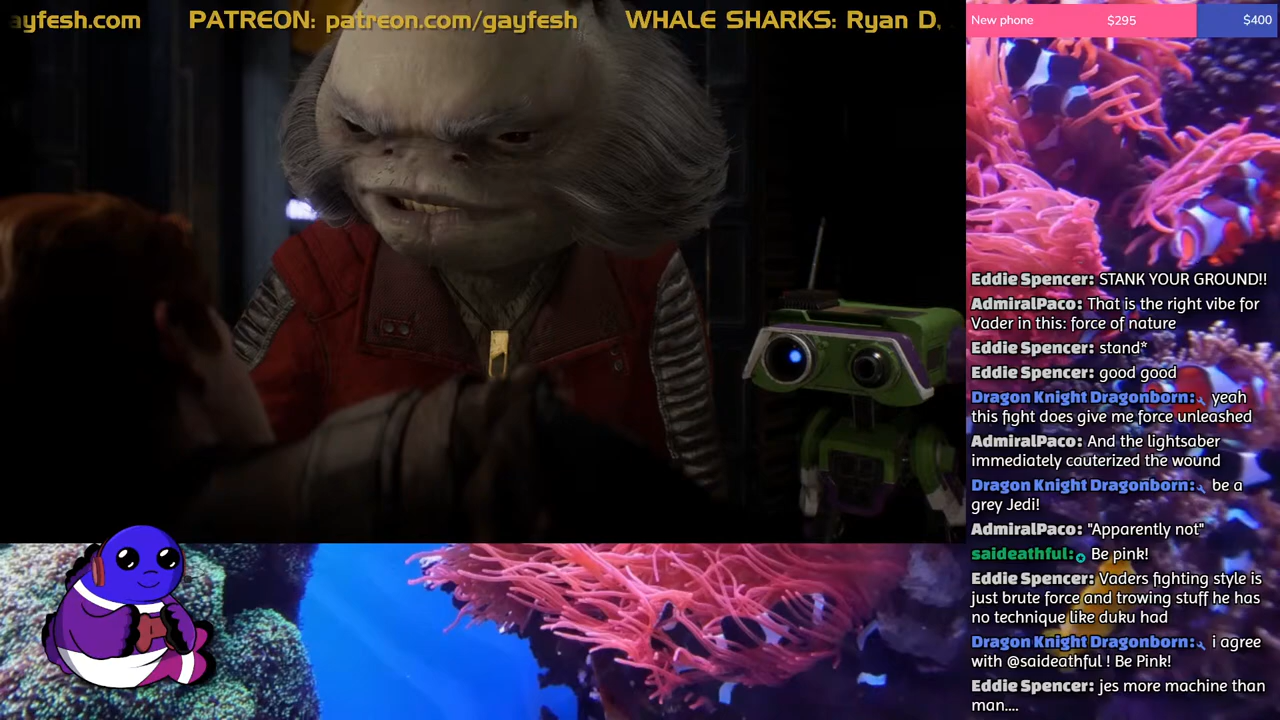 ayfesh.com PATREON: patreon.com/gayfesh WHALE SHARKS: Ryan D,
New phone $295 $400
Eddie Spencer: STANK YOUR GROUND!!
AdmiralPaco: That is the right vibe for
Vader in this: force of nature
Eddie Spencer: stand*
Eddie Spencer: good good
Dragon Knight Dragonborn: yeah
this fight does give me force unleashed
AdmiralPaco: And the lightsaber
immediately cauterized the wound
Dragon Knight Dragonborn: be a
grey Jedi!
AdmiralPaco: "Apparently not"
saideathful: Be pink!
Eddie Spencer: Vaders fighting style is
just brute force and trowing stuff he has
no technique like duku had
Dragon Knight Dragonborn: i agree
with @saideathful ! Be Pink!
Eddie Spencer: jes more machine than
man....